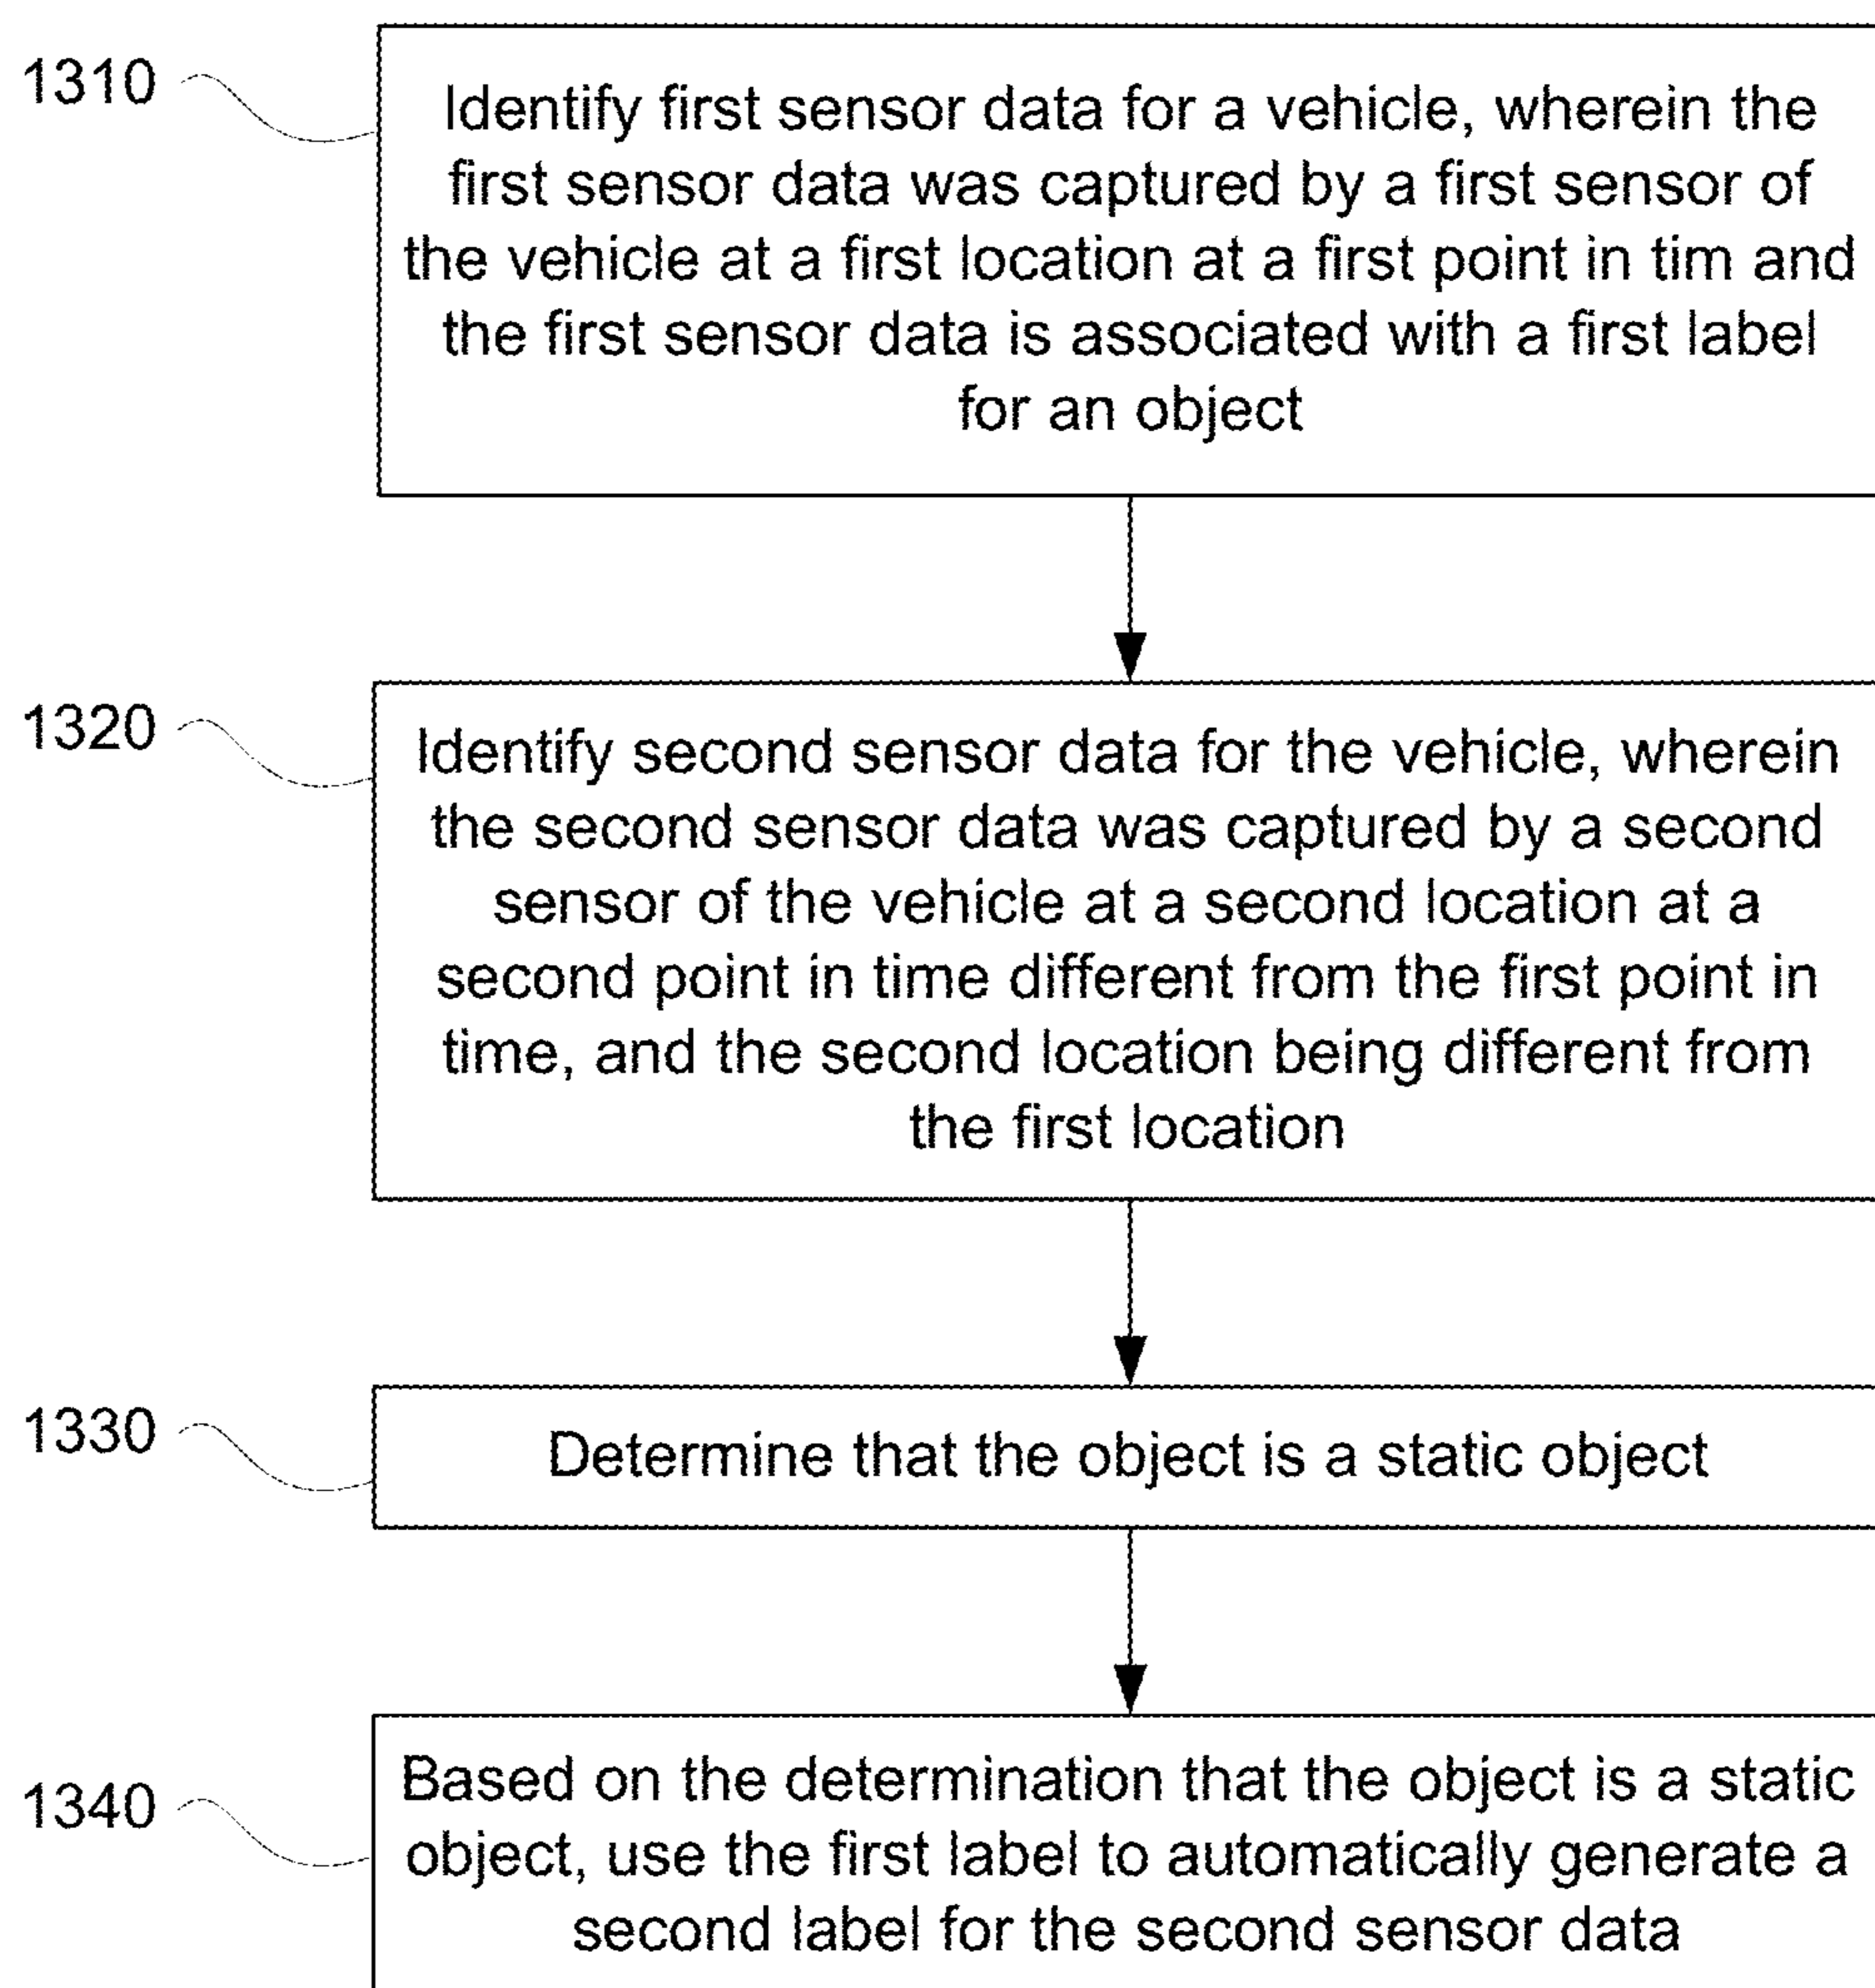 1310
Identify first sensor data for a vehicle, wherein the
first sensor data was captured by a first sensor of
the vehicle at a first location at a first point in tim and
the first sensor data is associated with a first label
for an object
1320
Identify second sensor data for the vehicle, wherein
the second sensor data was captured by a second
sensor of the vehicle at a second location at a
second point in time different from the first point in
time, and the second location being different from
the first location
1330
Determine that the object is a static object
1340
Based on the determination that the object is a static
object, use the first label to automatically generate a
second label for the second sensor data